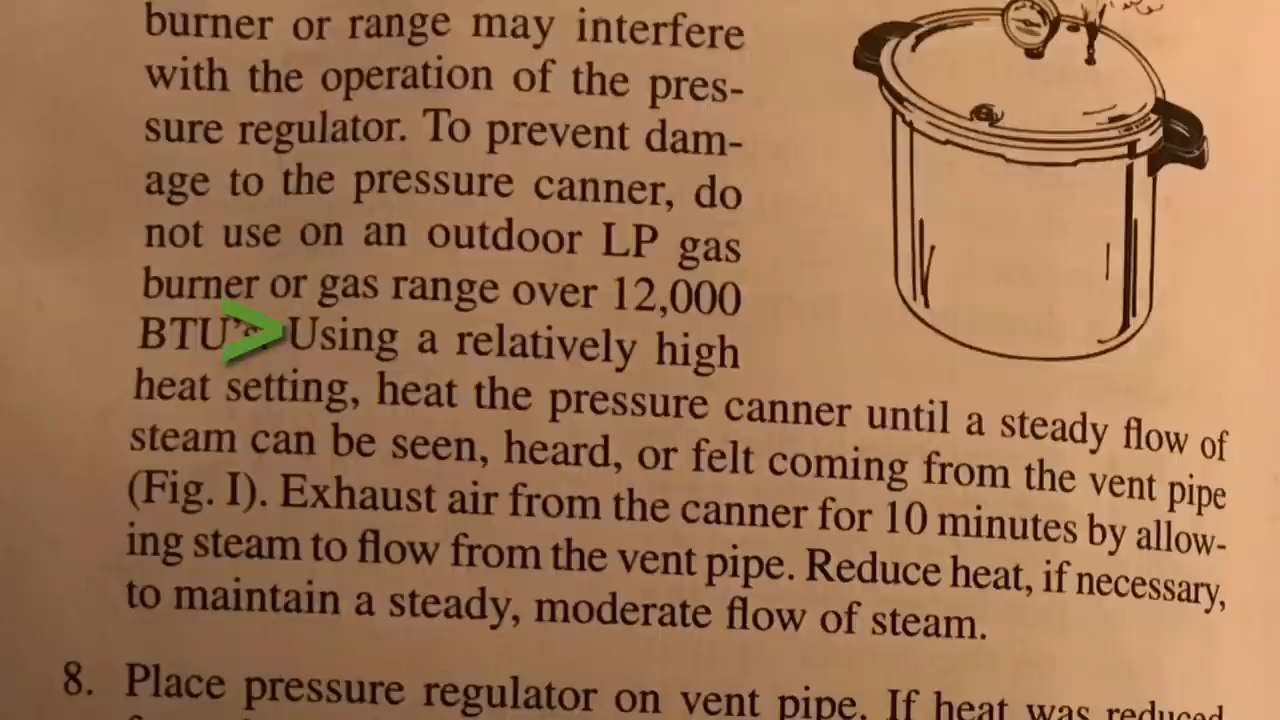 burner or range may interfere
with the operation of the pres-
sure regulator. To prevent dam-
age to the pressure canner, do
not use on an outdoor LP gas
burner or gas range over 12,000
BTU's Using a relatively high
heat setting, heat the pressure canner until a steady flow of
steam can be seen, heard, or felt coming from the vent pipe
(Fig. I). Exhaust air from the canner for 10 minutes by allow-
ing steam to flow from the vent pipe. Reduce heat, if necessary,
to maintain a steady, moderate flow of steam.
8. Place pressure regulator on vent pipe. If heat was reduced